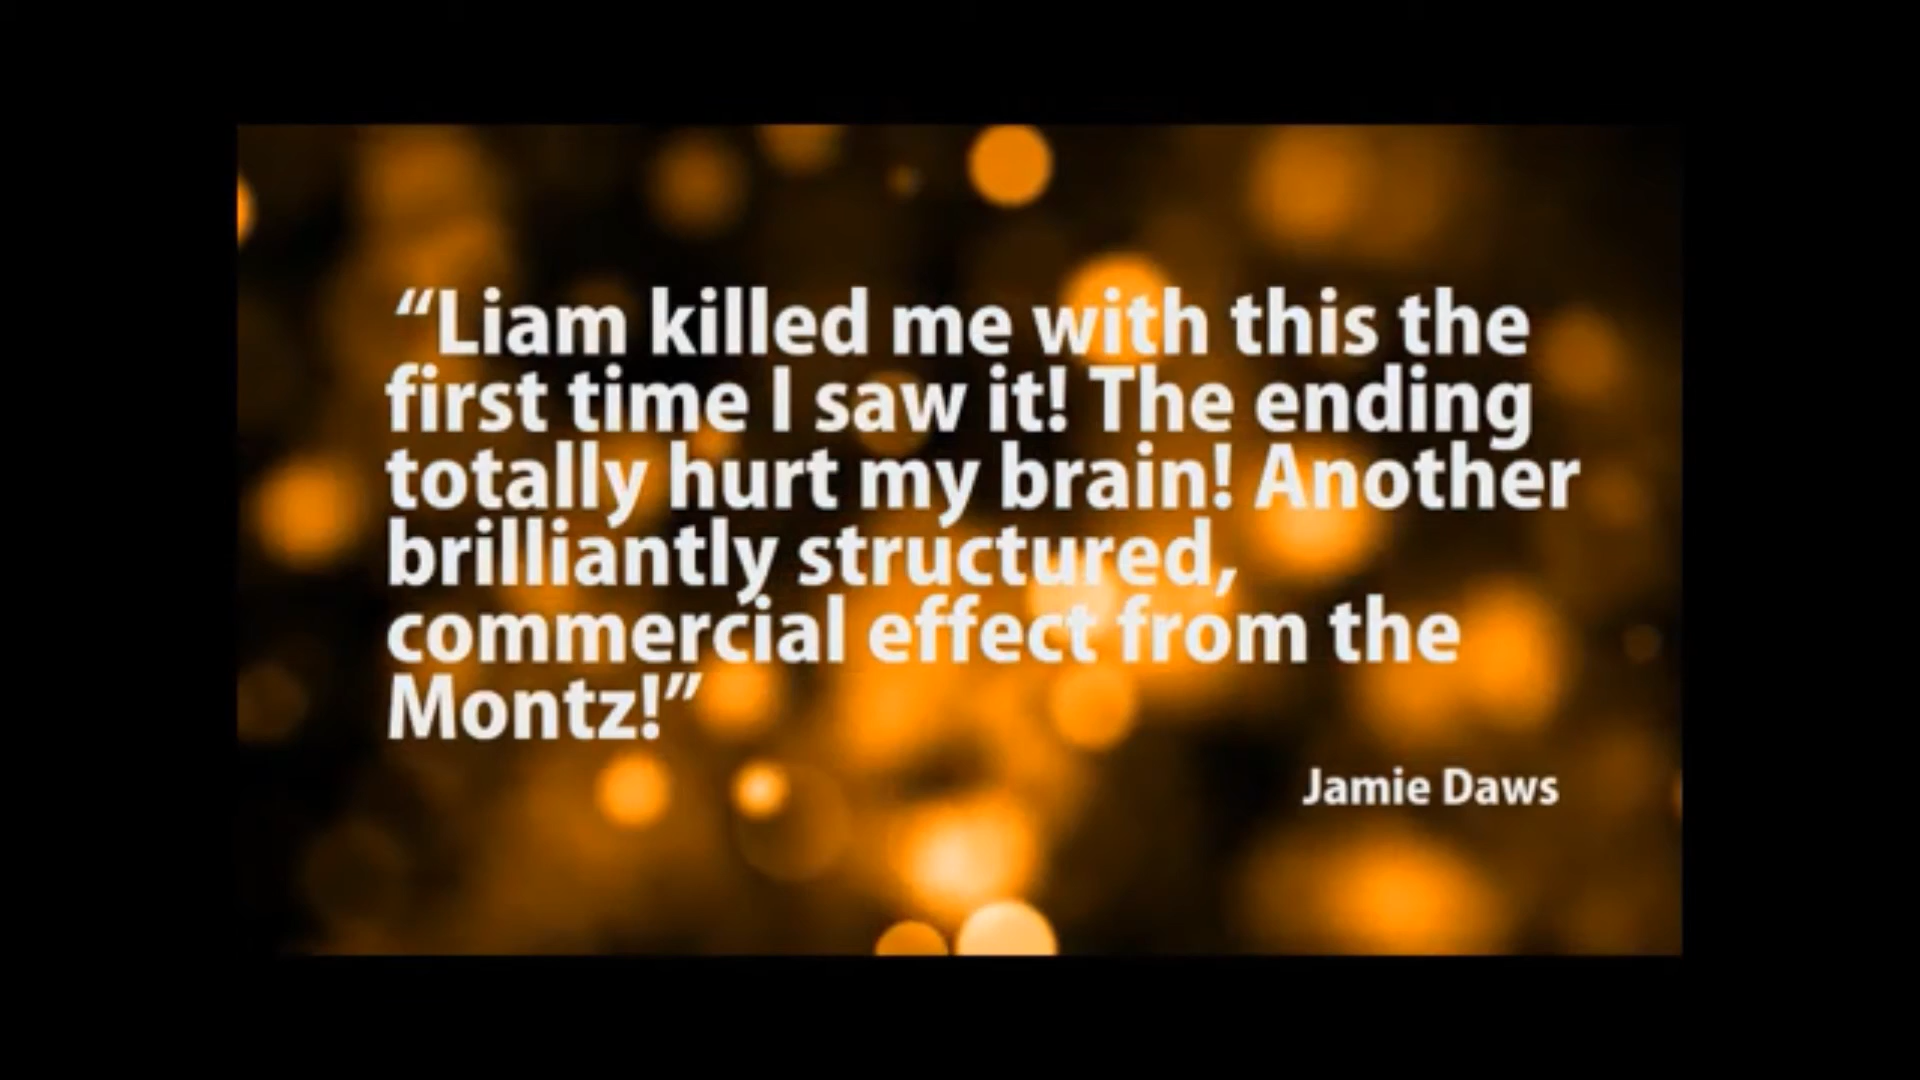 “Liam killed me with this the
first time I saw it! The ending
totally hurt my brain! Another
brilliantly structured,
commercial effect from the
Montz!”
Jamie Daws